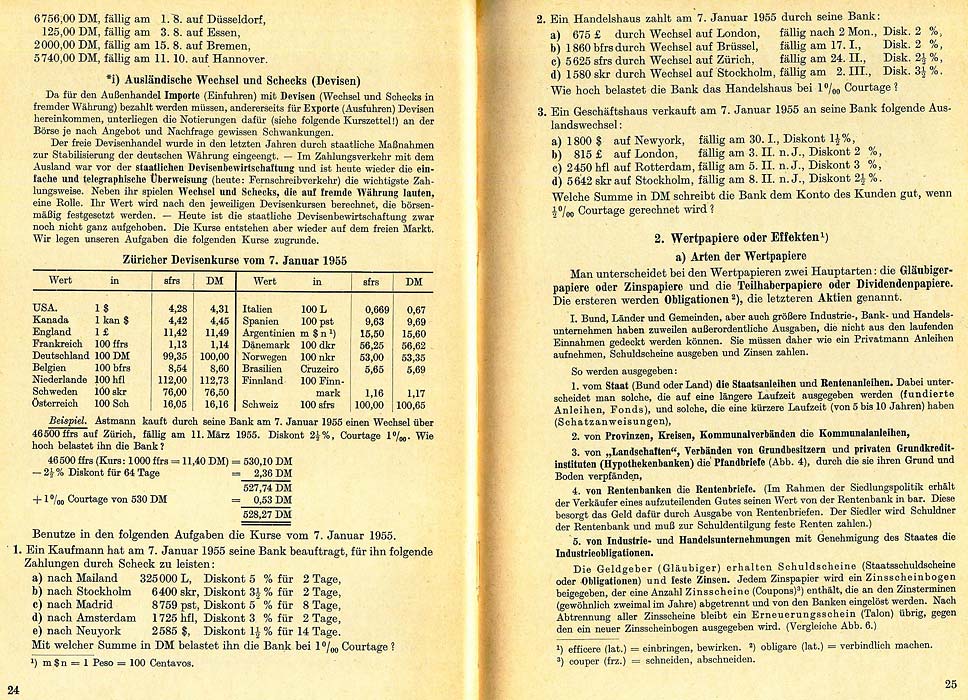 6756,00 DM, fällig am 1. 8. auf Düsseldorf,
125,00 DM, fällig am 3. 8. auf Essen,
2000,00 DM, fällig am 15. 8. auf Bremen,
5740,00 DM, fällig am 11. 10. auf Hannover.
*i) Ausländische Wechsel und Schecks (Devisen)
Da für den Außenhandel Importe (Einfuhren) mit Devisen (Wechsel und Schecks in
fremder Währung) bezahlt werden müssen, andererseits für Exporte (Ausfuhren) Devisen
hereinkommen, unterliegen die Notierungen dafür (siehe folgende Kurszettel!) an der
Börse je nach Angebot und Nachfrage gewissen Schwankungen.
Der freie Devisenhandel wurde in den letzten Jahren durch staatliche Maßnahmen
zur Stabilisierung der deutschen Währung eingeengt. — Im Zahlungsverkehr mit dem
Ausland war vor der staatlichen Devisenbewirtschaftung und ist heute wieder die ein-
fache und telegraphische Überweisung (heute: Fernschreibverkehr) die wichtigste Zah-
lungsweise. Neben ihr spielen Wechsel und Schecks, die auf fremde Währung lauten,
eine Rolle. Ihr Wert wird nach den jeweiligen Devisenkursen berechnet, die börsen-
mäßig festgesetzt werden. — Heute ist die staatliche Devisenbewirtschaftung zwar
noch nicht ganz aufgehoben. Die Kurse entstehen aber wieder auf dem freien Markt.
Wir legen unseren Aufgaben die folgenden Kurse zugrunde.
Züricher Devisenkurse vom 7. Januar 1955
Wert in sfrs DM Wert in sfrs DM
USA. 1 $ 4,28 4,31 Italien 100 L 0,669 0,67
Kanada 1 kan $ 4,42 4,45 Spanien 100 pst 9,63 9,69
England 1 £ 11,42 11,49 Argentinien m $ n ¹) 15,50 15,60
Frankreich 100 ffrs 1,13 1,14 Dänemark 100 dkr 56,25 56,62
Deutschland 100 DM 99,35 100,00 Norwegen 100 nkr 53,00 53,35
Belgien 100 bfrs 8,54 8,60 Brasilien Cruzeiro 5,65 5,69
Niederlande 100 hfl 112,00 112,73 Finnland 100 Finn-
Schweden 100 skr 76,00 76,50 mark 1,16 1,17
Österreich 100 Sch 16,05 16,16 Schweiz 100 sfrs 100,00 100,65
Beispiel. Astmann kauft durch seine Bank am 7. Januar 1955 einen Wechsel über
46500 ffrs auf Zürich, fällig am 11. März 1955. Diskont 2½%, Courtage 1⁰/₀₀. Wie
hoch belastet ihn die Bank?
46500 ffrs (Kurs: 1000 ffrs = 11,40 DM) = 530,10 DM
— 2½% Diskont für 64 Tage = 2,36 DM
527,74 DM
+ 1⁰/₀₀ Courtage von 530 DM = 0,53 DM
528,27 DM
Benutze in den folgenden Aufgaben die Kurse vom 7. Januar 1955.
1. Ein Kaufmann hat am 7. Januar 1955 seine Bank beauftragt, für ihn folgende
Zahlungen durch Scheck zu leisten:
a) nach Mailand 325000 L, Diskont 5 % für 2 Tage,
b) nach Stockholm 6400 skr, Diskont 3½ % für 2 Tage,
c) nach Madrid 8759 pst, Diskont 5 % für 8 Tage,
d) nach Amsterdam 1725 hfl, Diskont 3 % für 2 Tage,
e) nach Neuyork 2585 $, Diskont 1½ % für 14 Tage.
Mit welcher Summe in DM belastet ihn die Bank bei 1⁰/₀₀ Courtage?
¹) m $ n = 1 Peso = 100 Centavos.
24
2. Ein Handelshaus zahlt am 7. Januar 1955 durch seine Bank:
a) 675 £ durch Wechsel auf London, fällig nach 2 Mon., Disk. 2 %,
b) 1860 bfrs durch Wechsel auf Brüssel, fällig am 17. I., Disk. 2 %,
c) 5625 sfrs durch Wechsel auf Zürich, fällig am 24. II., Disk. 2½ %,
d) 1580 skr durch Wechsel auf Stockholm, fällig am 2. III., Disk. 3½ %.
Wie hoch belastet die Bank das Handelshaus bei 1⁰/₀₀ Courtage?
3. Ein Geschäftshaus verkauft am 7. Januar 1955 an seine Bank folgende Aus-
landswechsel:
a) 1800 $ auf Newyork, fällig am 30. I., Diskont 1½%,
b) 815 £ auf London, fällig am 3. II. n. J., Diskont 2 %,
c) 2450 hfl auf Rotterdam, fällig am 5. II. n. J., Diskont 3 %,
d) 5642 skr auf Stockholm, fällig am 8. II. n. J., Diskont 2½ %.
Welche Summe in DM schreibt die Bank dem Konto des Kunden gut, wenn
½⁰/₀₀ Courtage gerechnet wird?
2. Wertpapiere oder Effekten¹)
a) Arten der Wertpapiere
Man unterscheidet bei den Wertpapieren zwei Hauptarten: die Gläubiger-
papiere oder Zinspapiere und die Teilhaberpapiere oder Dividendenpapiere.
Die ersteren werden Obligationen²), die letzteren Aktien genannt.
I. Bund, Länder und Gemeinden, aber auch größere Industrie-, Bank- und Handels-
unternehmen haben zuweilen außerordentliche Ausgaben, die nicht aus den laufenden
Einnahmen gedeckt werden können. Sie müssen daher wie ein Privatmann Anleihen
aufnehmen, Schuldscheine ausgeben und Zinsen zahlen.
So werden ausgegeben:
1. vom Staat (Bund oder Land) die Staatsanleihen und Rentenanleihen. Dabei unter-
scheidet man solche, die auf eine längere Laufzeit ausgegeben werden (fundierte
Anleihen, Fonds), und solche, die eine kürzere Laufzeit (von 5 bis 10 Jahren) haben
(Schatzanweisungen),
2. von Provinzen, Kreisen, Kommunalverbänden die Kommunalanleihen,
3. von „Landschaften“, Verbänden von Grundbesitzern und privaten Grundkredit-
instituten (Hypothekenbanken) die Pfandbriefe (Abb. 4), durch die sie ihren Grund und
Boden verpfänden,
4. von Rentenbanken die Rentenbriefe. (Im Rahmen der Siedlungspolitik erhält
der Verkäufer eines aufzuteilenden Gutes seinen Wert von der Rentenbank in bar. Diese
besorgt das Geld dafür durch Ausgabe von Rentenbriefen. Der Siedler wird Schuldner
der Rentenbank und muß zur Schuldentilgung feste Renten zahlen.)
5. von Industrie- und Handelsunternehmungen mit Genehmigung des Staates die
Industrieobligationen.
Die Geldgeber (Gläubiger) erhalten Schuldscheine (Staatsschuldscheine
oder Obligationen) und feste Zinsen. Jedem Zinspapier wird ein Zinsscheinbogen
beigegeben, der eine Anzahl Zinsscheine (Coupons)³) enthält, die an den Zinsterminen
(gewöhnlich zweimal im Jahre) abgetrennt und von den Banken eingelöst werden. Nach
Abtrennung aller Zinsscheine bleibt ein Erneuerungsschein (Talon) übrig, gegen
den ein neuer Zinsscheinbogen ausgegeben wird. (Vergleiche Abb. 6.)
¹) efficere (lat.) = einbringen, bewirken. ²) obligare (lat.) = verbindlich machen.
³) couper (frz.) = schneiden, abschneiden.
25